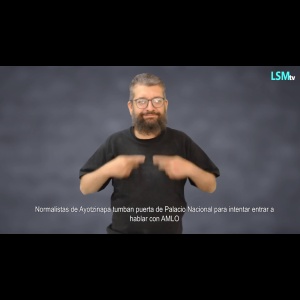 LSMtv
Normalistas de Ayotzinapa tumban puerta de Palacio Nacional para intentar entrar a
hablar con AMLO